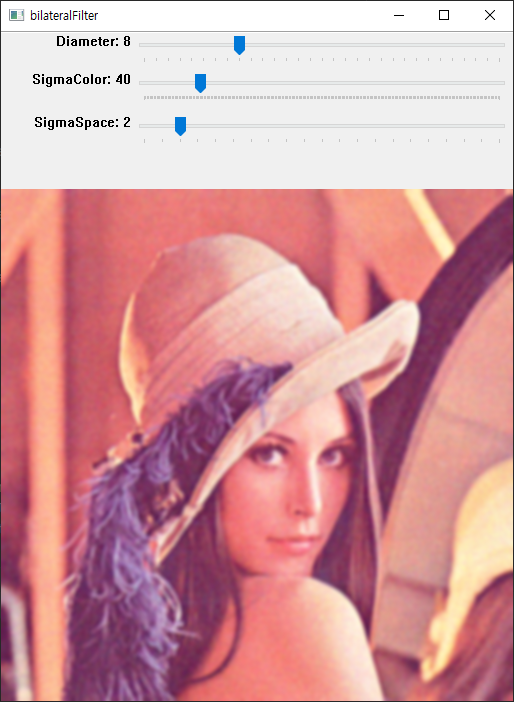 bilateralFilter
Diameter: 8
SigmaColor: 40
SigmaSpace: 2